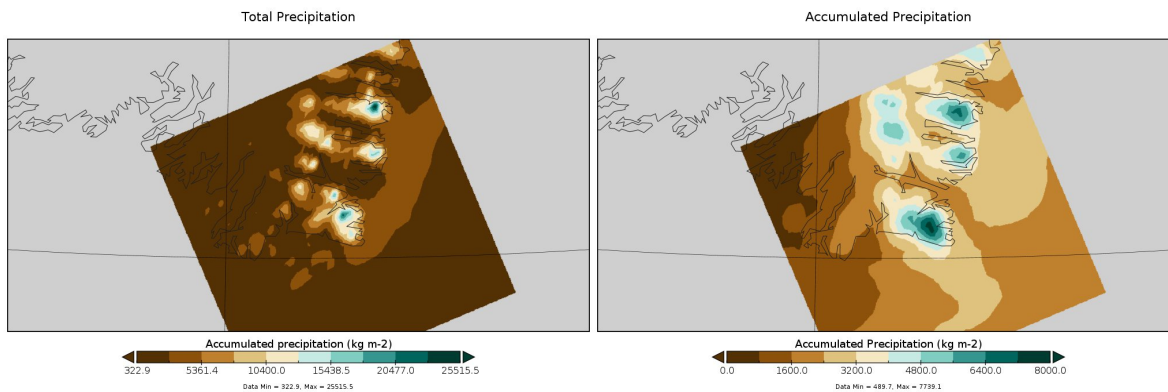 Total Precipitation
Accumulated precipitation (kg m-2)
322.9 5361.4 10400.0 15438.5 20477.0 25515.5
Data Min = 322.9, Max = 25515.5
Accumulated Precipitation
Accumulated Precipitation (kg m-2)
0.0 1600.0 3200.0 4800.0 6400.0 8000.0
Data Min = 489.7, Max = 7739.1